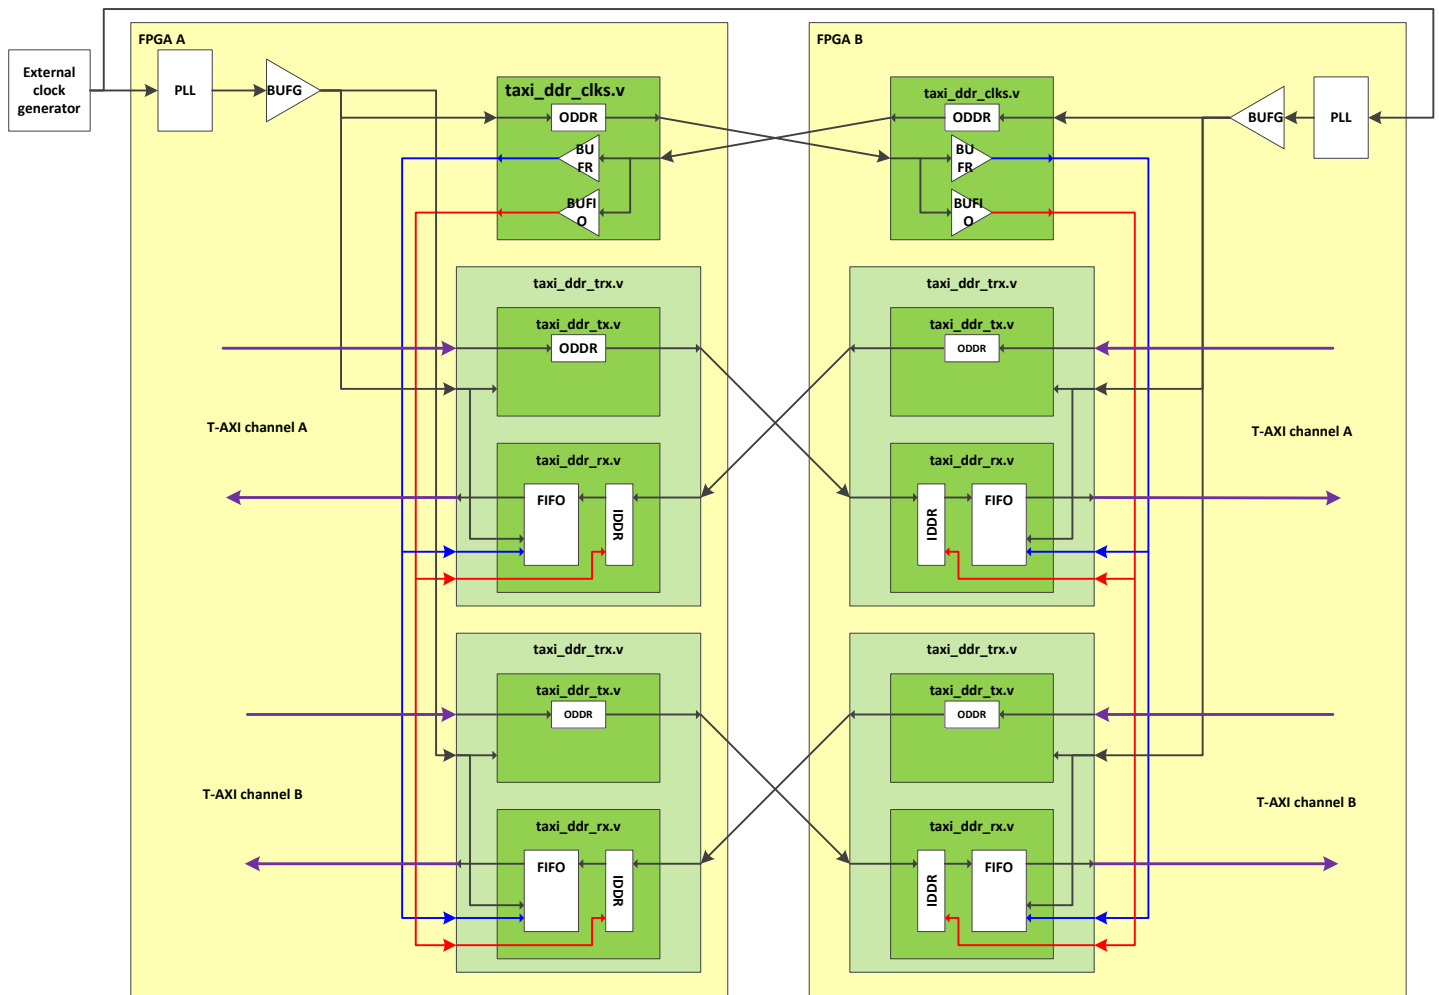 FPGA A
FPGA B
External
clock
generator
PLL
BUFG
taxi_ddr_clks.v
ODDR
BU
FR
BUFI
O
taxi_ddr_clks.v
ODDR
BU
FR
BUFI
O
BUFG
PLL
taxi_ddr_trx.v
taxi_ddr_tx.v
ODDR
taxi_ddr_trx.v
taxi_ddr_tx.v
ODDR
T-AXI channel A
T-AXI channel A
taxi_ddr_rx.v
FIFO
IDDR
taxi_ddr_rx.v
IDDR
FIFO
taxi_ddr_trx.v
taxi_ddr_tx.v
ODDR
taxi_ddr_trx.v
taxi_ddr_tx.v
ODDR
T-AXI channel B
T-AXI channel B
taxi_ddr_rx.v
FIFO
IDDR
taxi_ddr_rx.v
IDDR
FIFO